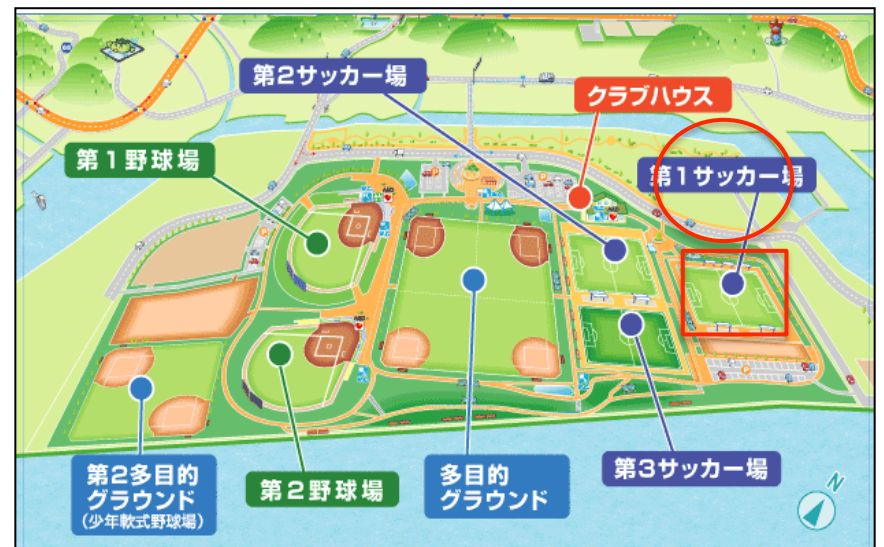 第2サッカー場
クラブハウス
第1野球場
第1サッカー場
第2多目的
グラウンド
(少年軟式野球場)
第2野球場
多目的
グラウンド
第3サッカー場
N
P
P
P
P
AED
AED
AED